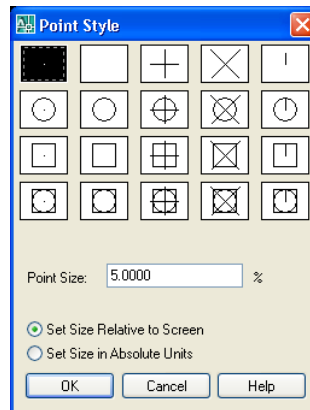 Point Style
Point Size: 5.0000 %
Set Size Relative to Screen
Set Size in Absolute Units
OK Cancel Help